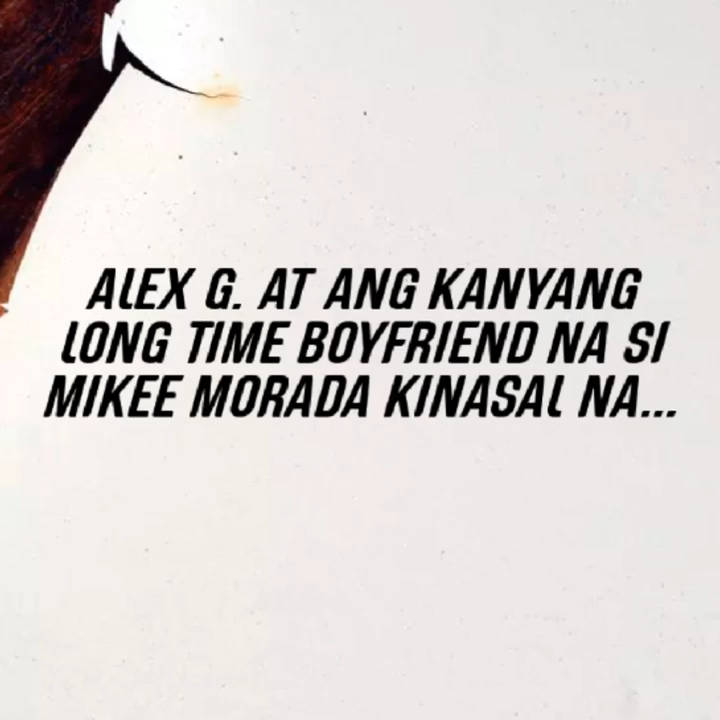 ALEX G. AT ANG KANYANG
LONG TIME BOYFRIEND NA SI
MIKEE MORADA KINASAL NA...